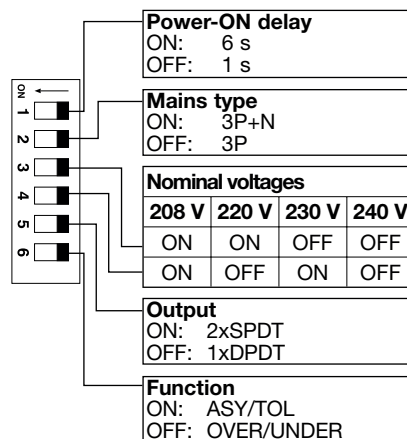 Power-ON delay
ON: 6 s
OFF: 1 s
ON
1
2
3
4
5
6
Mains type
ON: 3P+N
OFF: 3P
Nominal voltages
208 V 220 V 230 V 240 V
ON ON OFF OFF
ON OFF ON OFF
Output
ON: 2xSPDT
OFF: 1xDPDT
Function
ON: ASY/TOL
OFF: OVER/UNDER